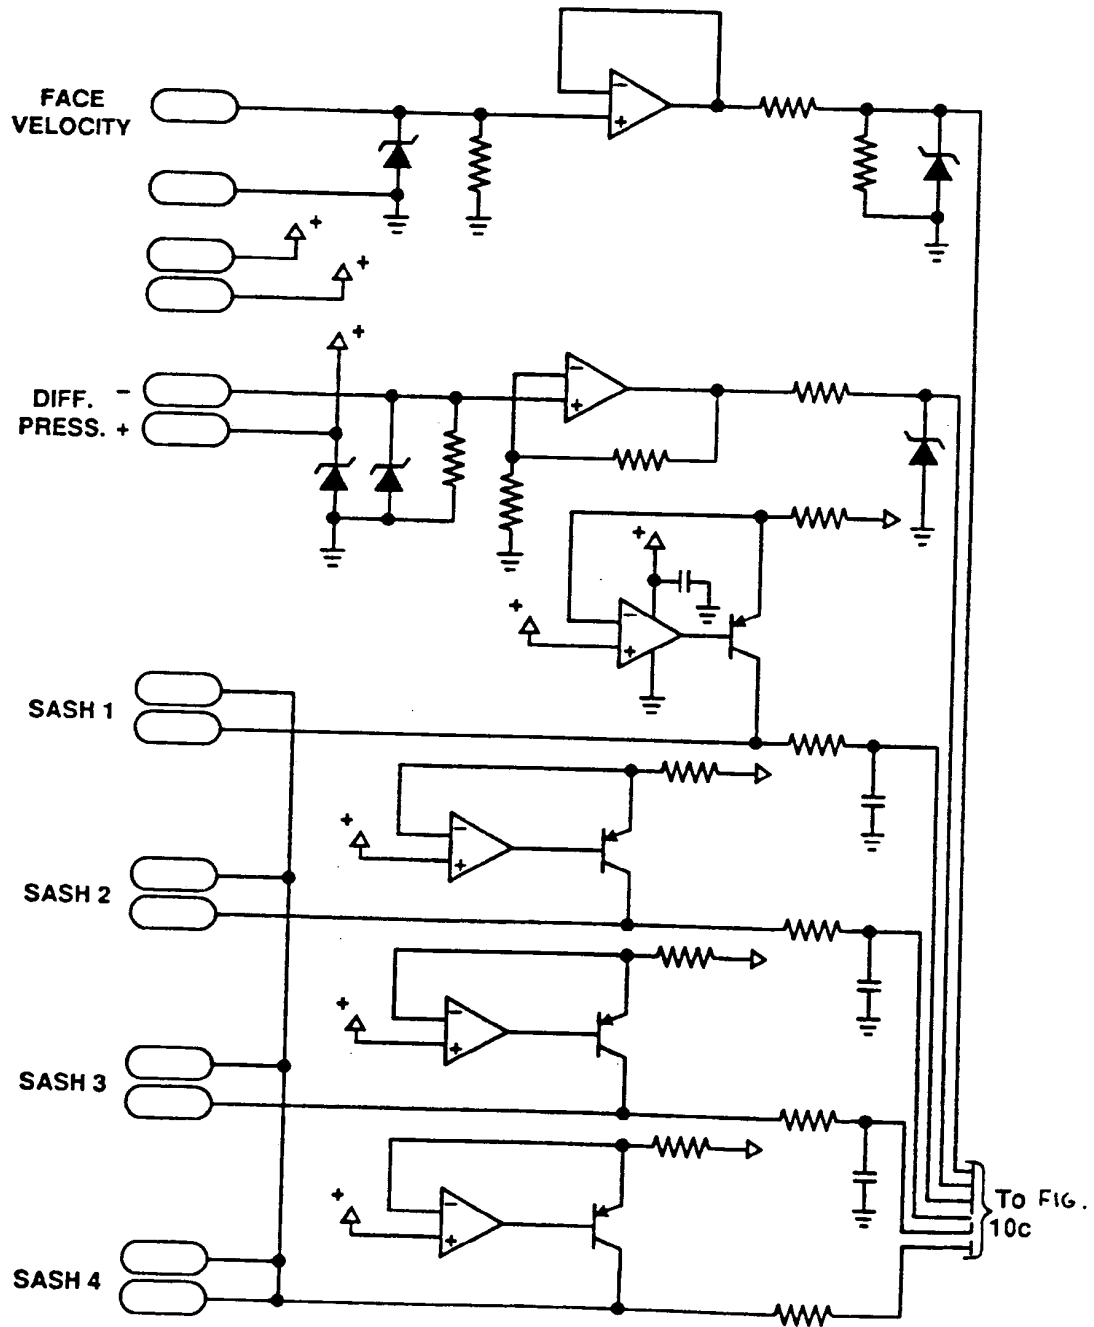 FACE
VELOCITY
+
+
+
DIFF. −
PRESS. +
−
+
−
+
+
+
−
+
SASH 1
+
−
+
SASH 2
+
−
+
SASH 3
+
−
+
SASH 4
To FIG.
10c